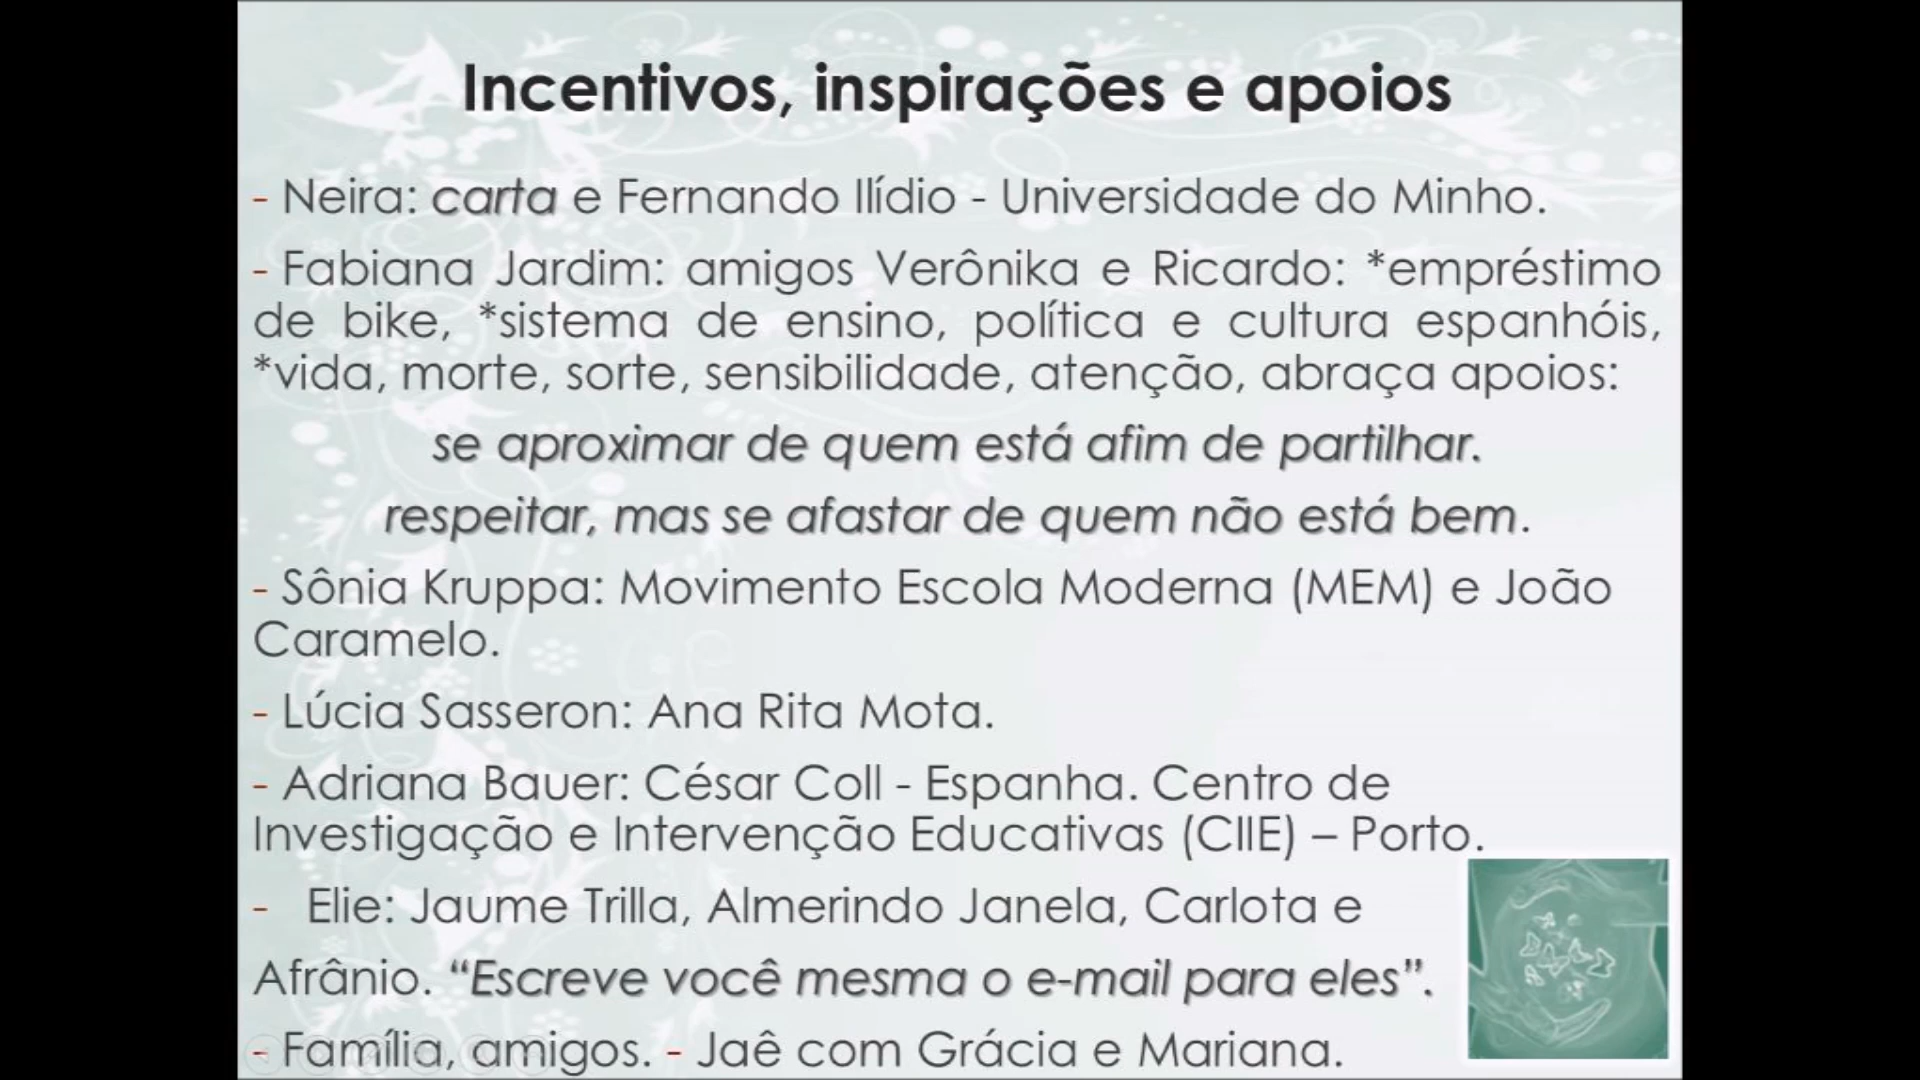 Incentivos, inspirações e apoios
- Neira: carta e Fernando Ilídio - Universidade do Minho.
- Fabiana Jardim: amigos Verônika e Ricardo: *empréstimo
de bike, *sistema de ensino, política e cultura espanhóis,
*vida, morte, sorte, sensibilidade, atenção, abraça apoios:
se aproximar de quem está afim de partilhar.
respeitar, mas se afastar de quem não está bem.
- Sônia Kruppa: Movimento Escola Moderna (MEM) e João
Caramelo.
- Lúcia Sasseron: Ana Rita Mota.
- Adriana Bauer: César Coll - Espanha. Centro de
Investigação e Intervenção Educativas (CIIE) – Porto.
- Elie: Jaume Trilla, Almerindo Janela, Carlota e
Afrânio. “Escreve você mesma o e-mail para eles”.
- Família, amigos. - Jaê com Grácia e Mariana.